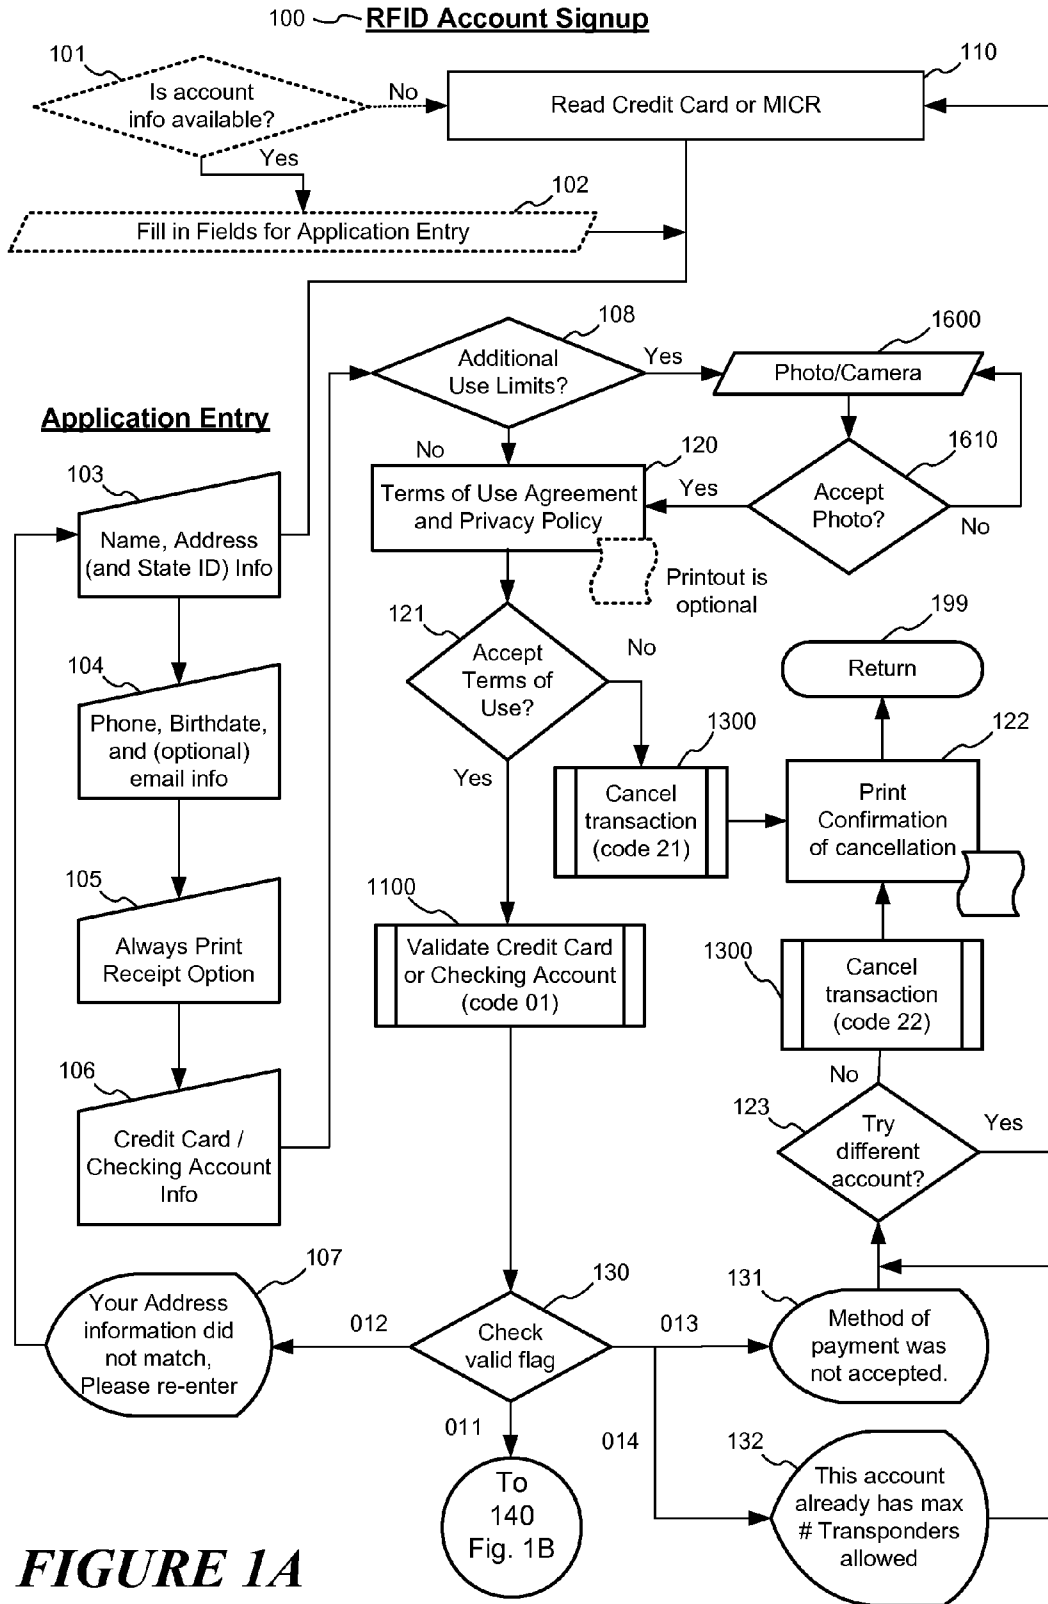 100 RFID Account Signup
101
Is account
info available?
No
Yes
110
Read Credit Card or MICR
102
Fill in Fields for Application Entry
108
Additional
Use Limits?
Yes
No
1600
Photo/Camera
1610
Accept
Photo?
Yes
No
Application Entry
103
Name, Address
(and State ID) Info
104
Phone, Birthdate,
and (optional)
email info
105
Always Print
Receipt Option
106
Credit Card /
Checking Account
Info
107
Your Address
information did
not match,
Please re-enter
120
Terms of Use Agreement
and Privacy Policy
Printout is
optional
121
Accept
Terms of
Use?
No
Yes
1300
Cancel
transaction
(code 21)
199
Return
122
Print
Confirmation
of cancellation
1100
Validate Credit Card
or Checking Account
(code 01)
1300
Cancel
transaction
(code 22)
No
123
Try
different
account?
Yes
130
Check
valid flag
012
013
011
014
131
Method of
payment was
not accepted.
132
This account
already has max
# Transponders
allowed
To
140
Fig. 1B
FIGURE 1A